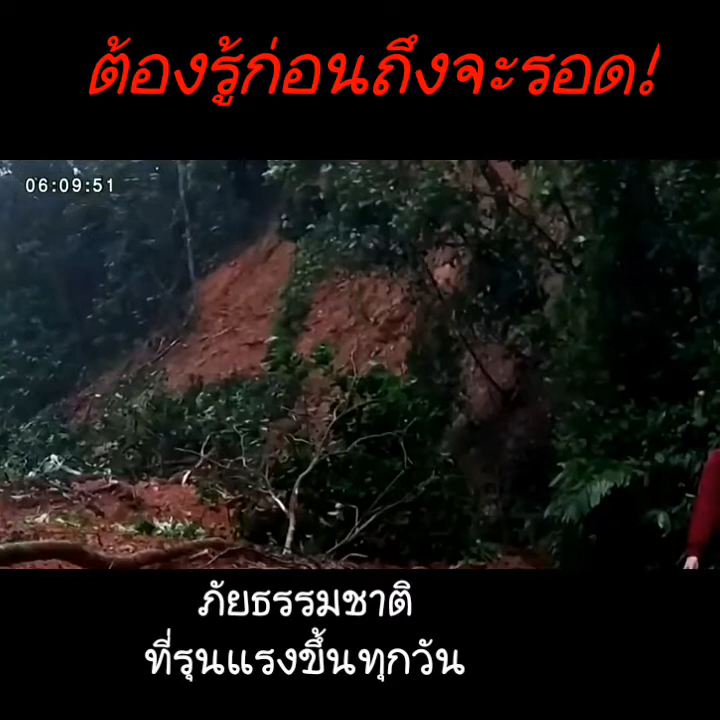 ต้องรู้ก่อนถึงจะรอด!
06:09:51
ภัยธรรมชาติ
ที่รุนแรงขึ้นทุกวัน